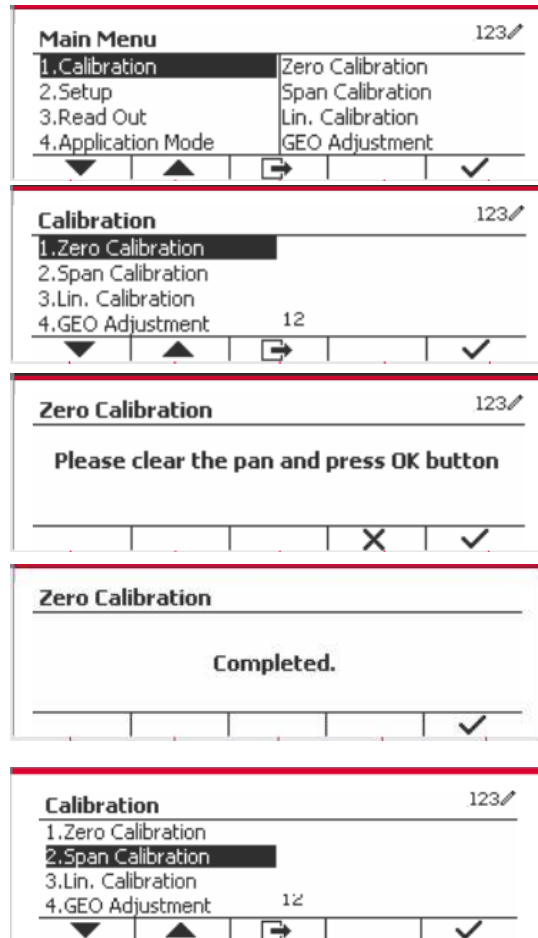 Main Menu 123
1.Calibration Zero Calibration
2.Setup Span Calibration
3.Read Out Lin. Calibration
4.Application Mode GEO Adjustment
Calibration 123
1.Zero Calibration
2.Span Calibration
3.Lin. Calibration
4.GEO Adjustment 12
Zero Calibration 123
Please clear the pan and press OK button
Zero Calibration
Completed.
Calibration 123
1.Zero Calibration
2.Span Calibration
3.Lin. Calibration
4.GEO Adjustment 12